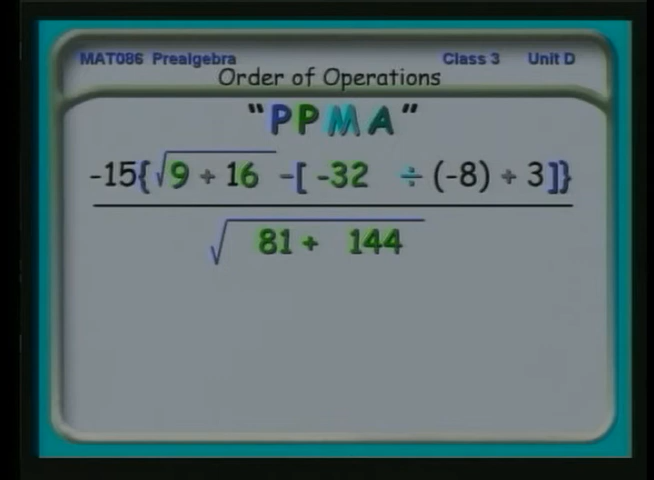 MAT086 Prealgebra Class 3 Unit D
Order of Operations
"PPMA"
-15{√9 + 16 -[ -32 ÷ (-8) + 3]}
√81 + 144